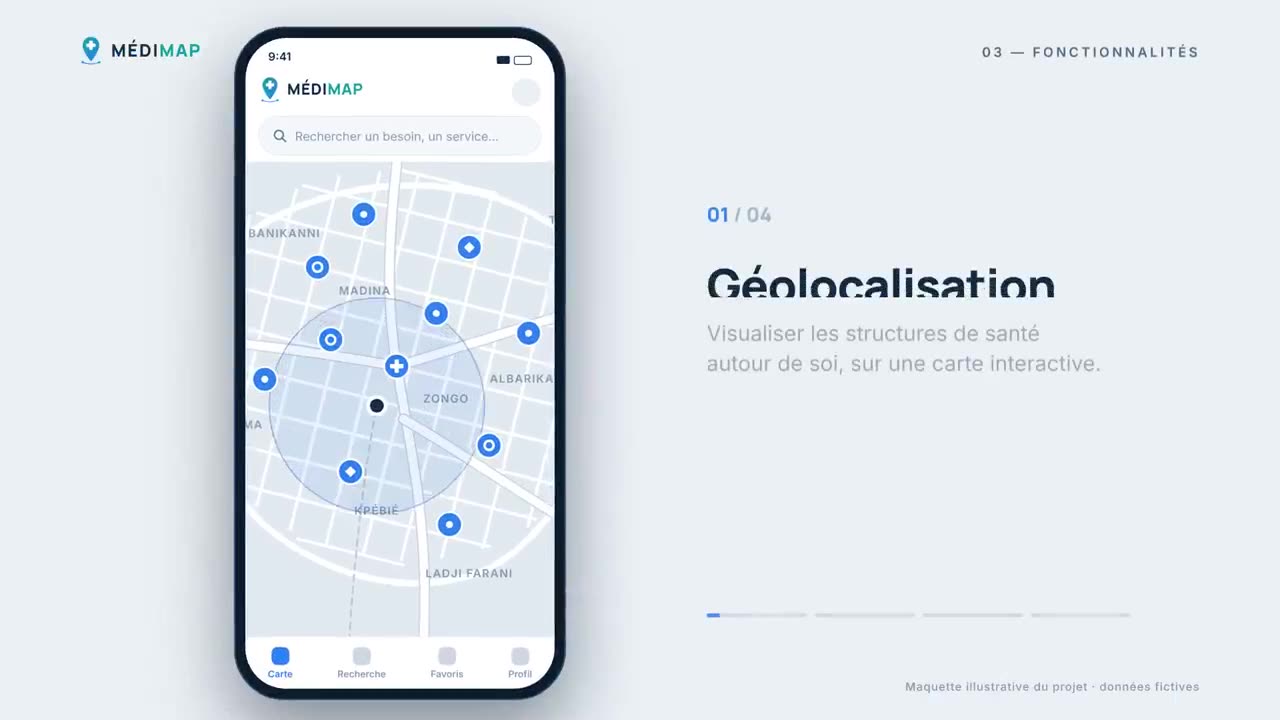 MÉDIMAP
03 — FONCTIONNALITÉS
9:41
MÉDIMAP
Rechercher un besoin, un service...
BANIKANNI
MADINA
ALBARIKA
ZONGO
MA
KPÉBIÉ
LADJI FARANI
Carte
Recherche
Favoris
Profil
01 / 04
Géolocalisation
Visualiser les structures de santé
autour de soi, sur une carte interactive.
Maquette illustrative du projet · données fictives